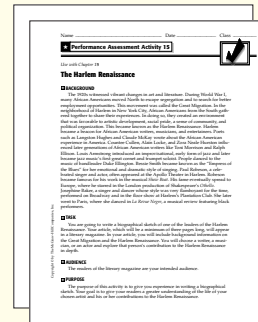 Name Date Class
★ Performance Assessment Activity 15
Use with Chapter 15
The Harlem Renaissance
BACKGROUND
The 1920s witnessed vibrant changes in art and literature. During World War I,
many African Americans moved North to escape segregation and to search for better
employment opportunities. This movement was called the Great Migration. In the
neighborhood of Harlem in New York City, African Americans from the South gath-
ered together to share their experiences. In doing so, they created an environment
that was favorable to artistic development, racial pride, a sense of community, and
political organization. This became known as the Harlem Renaissance. Harlem
became a beacon for African American writers, musicians, and entertainers. Poets
such as Langston Hughes and Claude McKay wrote about the African American
experience in America. Countee Cullen, Alain Locke, and Zora Neale Hurston influ-
enced later generations of African American writers like Toni Morrison and Ralph
Ellison. Louis Armstrong introduced an improvisational, early form of jazz and later
became jazz music's first great cornet and trumpet soloist. People danced to the
music of bandleader Duke Ellington. Bessie Smith became known as the "Empress of
the Blues" for her emotional and dramatic style of singing. Paul Robeson, a cele-
brated singer and actor, often appeared at the Apollo Theater in Harlem. Robeson
became famous for his work in the musical Show Boat. His fame eventually spread to
Europe, where he starred in the London production of Shakespeare's Othello.
Josephine Baker, a singer and dancer whose style was very flamboyant for the time,
performed on Broadway and in the floor show at Harlem's Plantation Club. She later
went to Paris, where she danced in La Revue Nègre, a musical revue featuring black
performers.
TASK
You are going to write a biographical sketch of one of the leaders of the Harlem
Renaissance. Your article, which will be a minimum of three pages long, will appear
in a literary magazine. In your article, you will include background information on
the Great Migration and the Harlem Renaissance. You will choose a writer, a musi-
cian, or an actor and explore that person's contributions to the Harlem Renaissance
in depth.
AUDIENCE
The readers of the literary magazine are your intended audience.
PURPOSE
The purpose of this activity is to give you experience in writing a biographical
sketch. Your goal is to give your readers a greater understanding of the life of your
chosen artist and his or her contributions to the Harlem Renaissance.